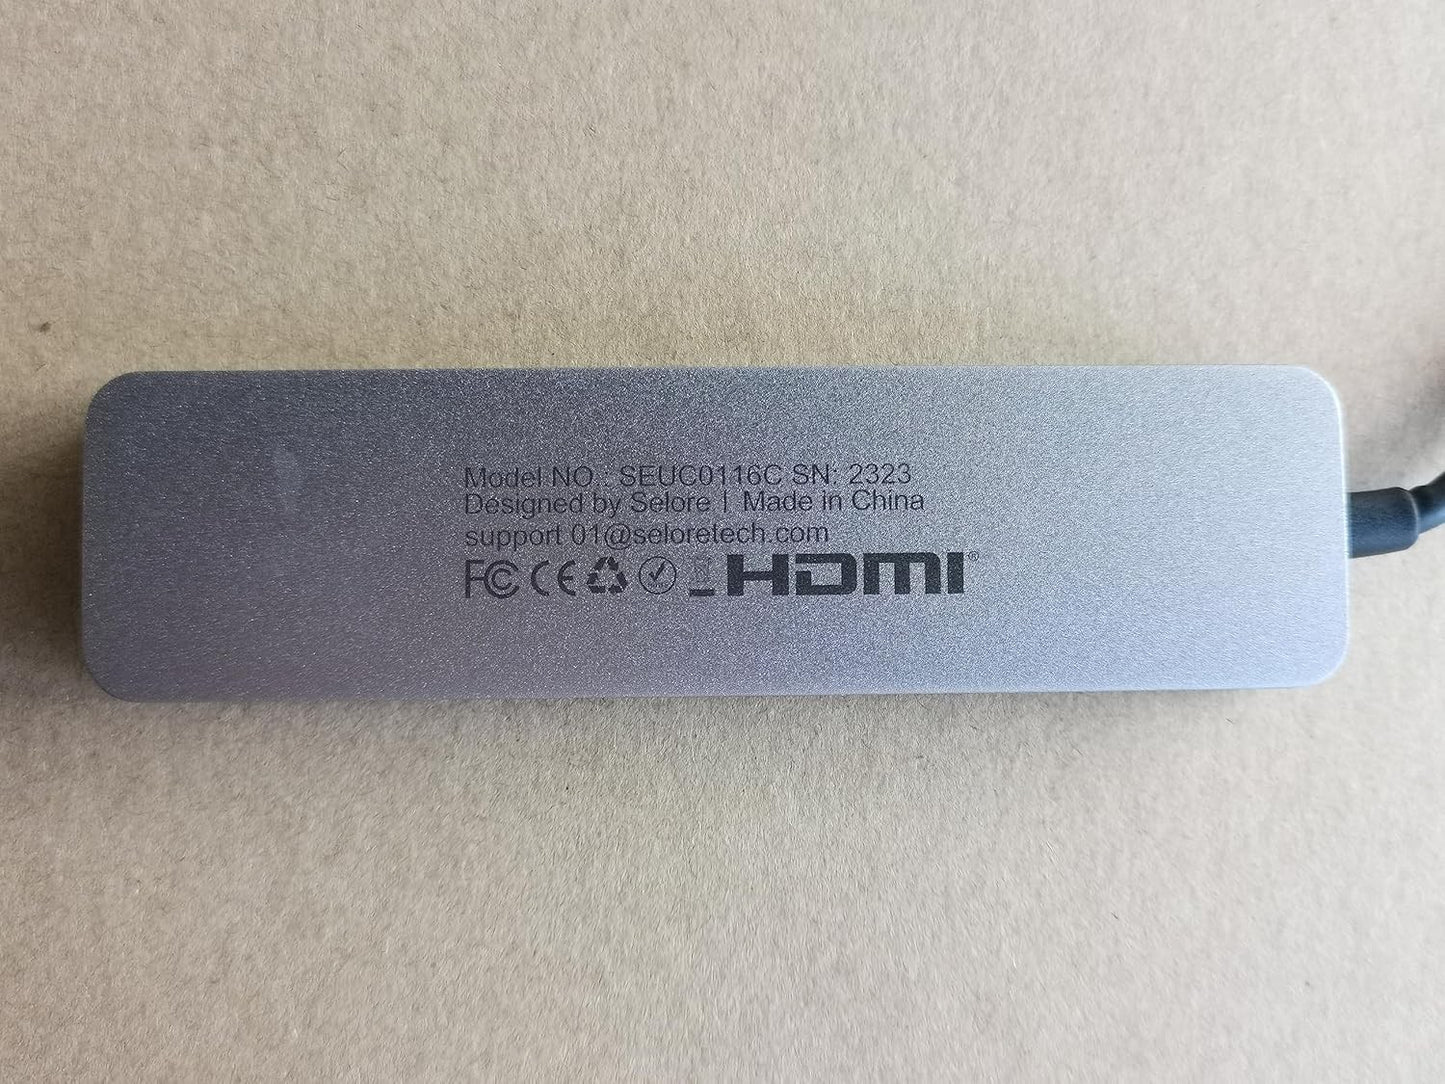 Model NO.: SEUC0116C SN: 2323
Designed by Selore | Made in China
support 01@seloretech.com
FC CE HDMI®